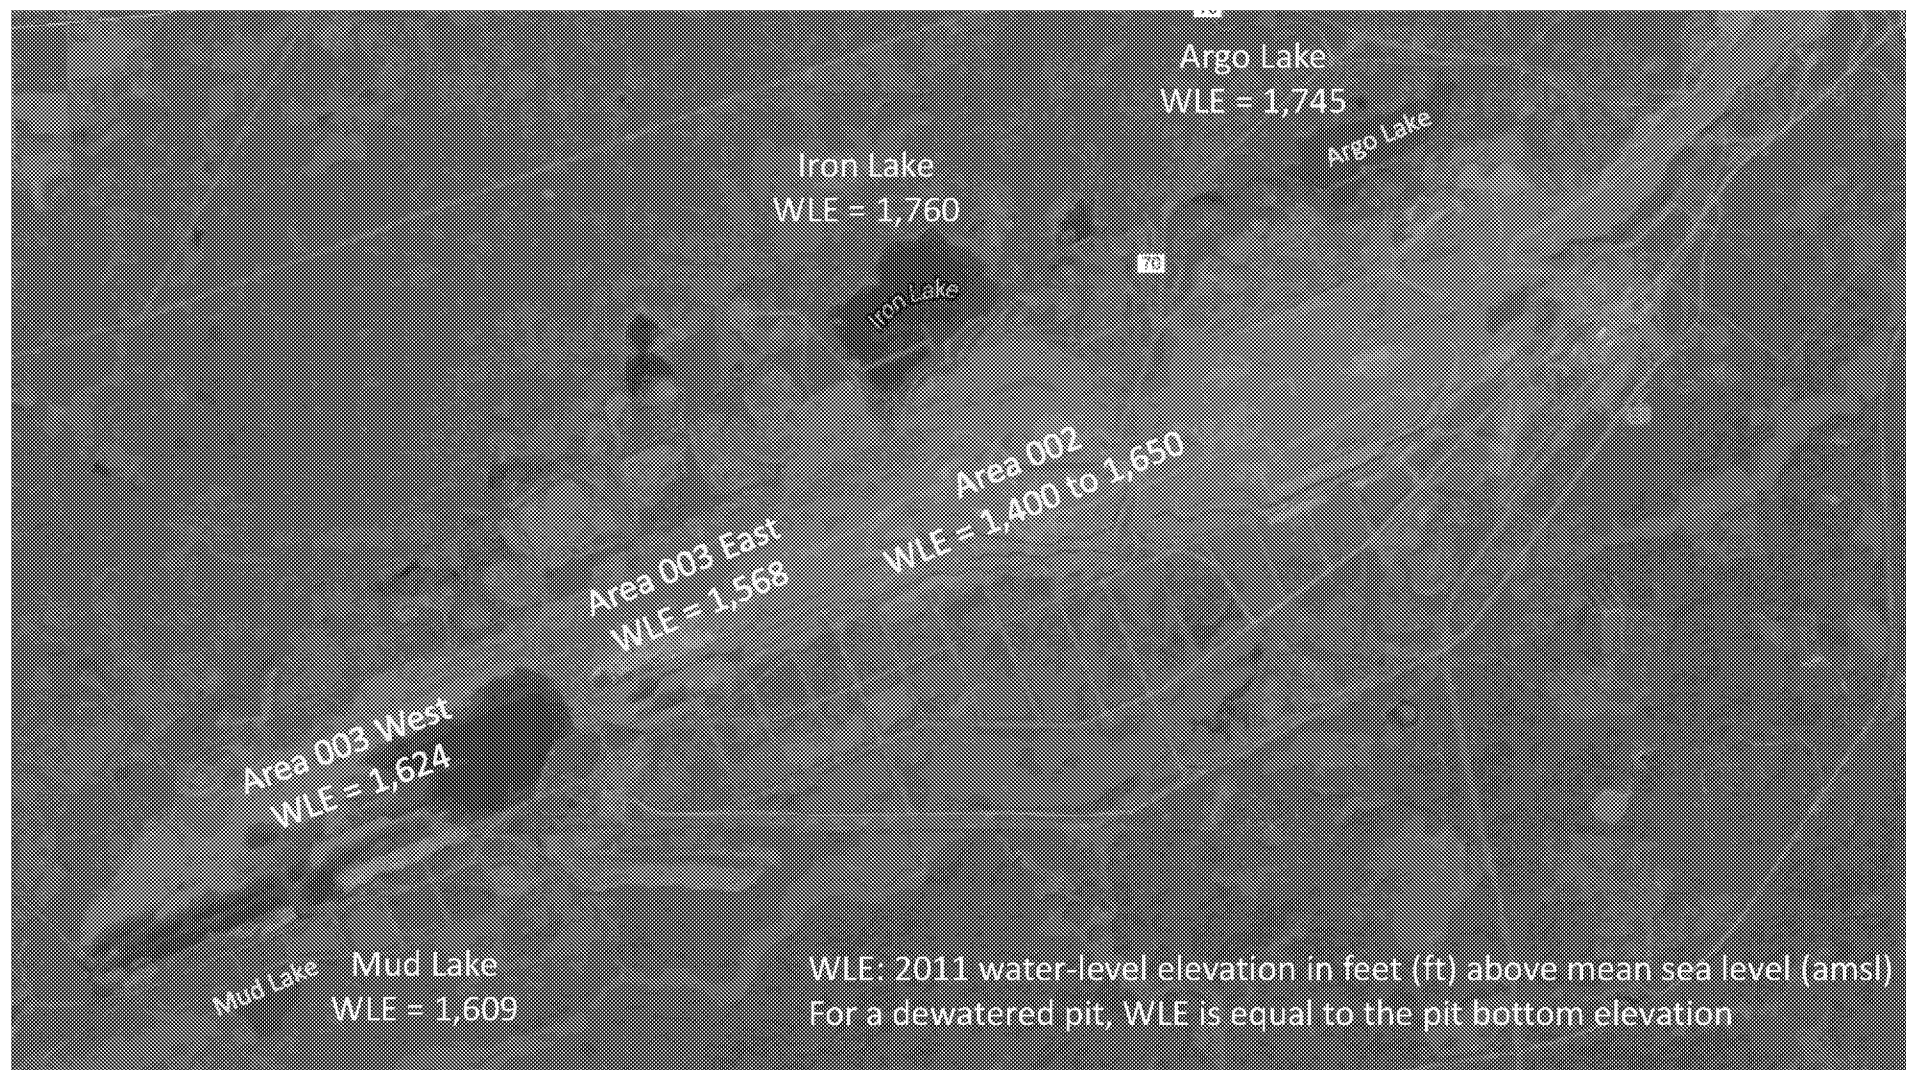 Argo Lake
WLE = 1,745
Argo Lake
Iron Lake
WLE = 1,760
76
Iron Lake
Area 002
WLE = 1,400 to 1,650
Area 003 East
WLE = 1,568
Area 003 West
WLE = 1,624
Mud Lake
Mud Lake
WLE = 1,609
WLE: 2011 water-level elevation in feet (ft) above mean sea level (amsl)
For a dewatered pit, WLE is equal to the pit bottom elevation